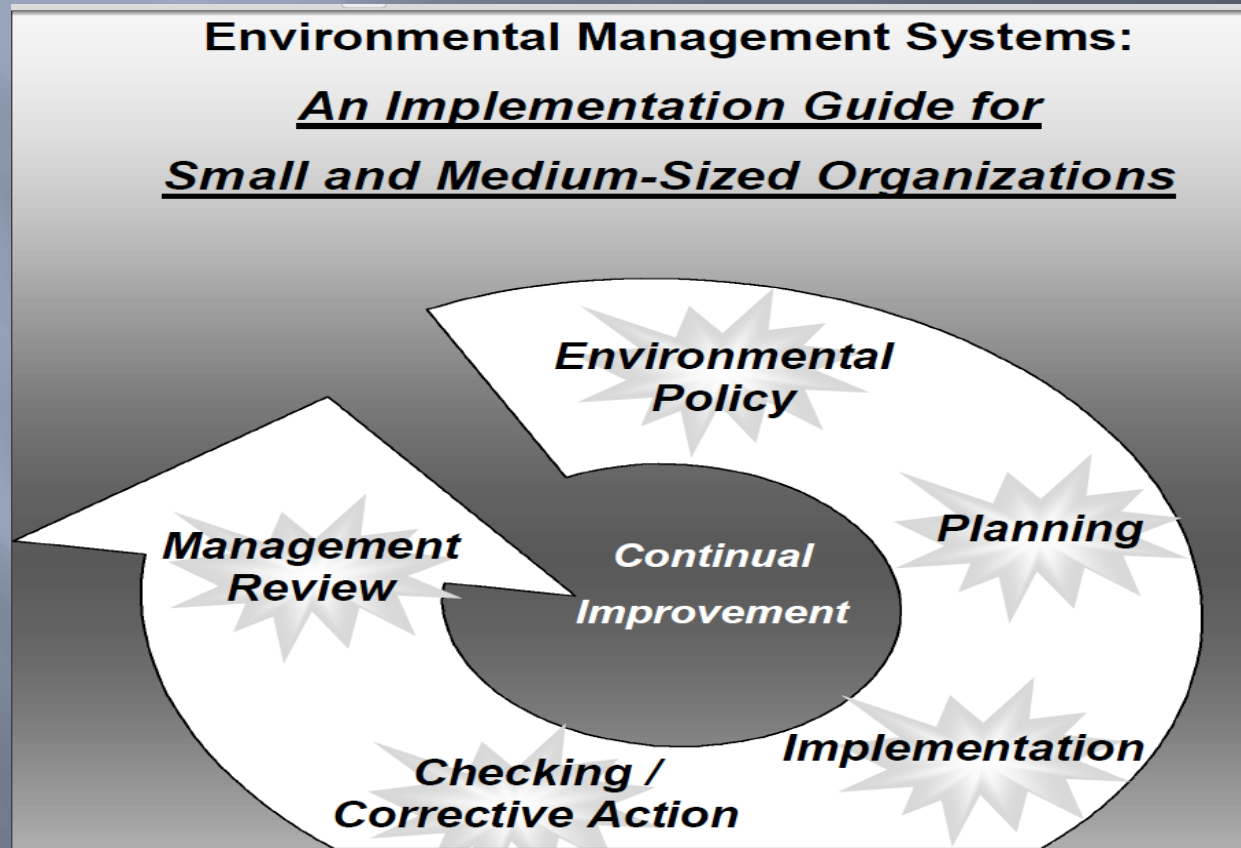 Environmental Management Systems:
An Implementation Guide for
Small and Medium-Sized Organizations
Environmental
Policy
Planning
Implementation
Checking /
Corrective Action
Management
Review
Continual
Improvement